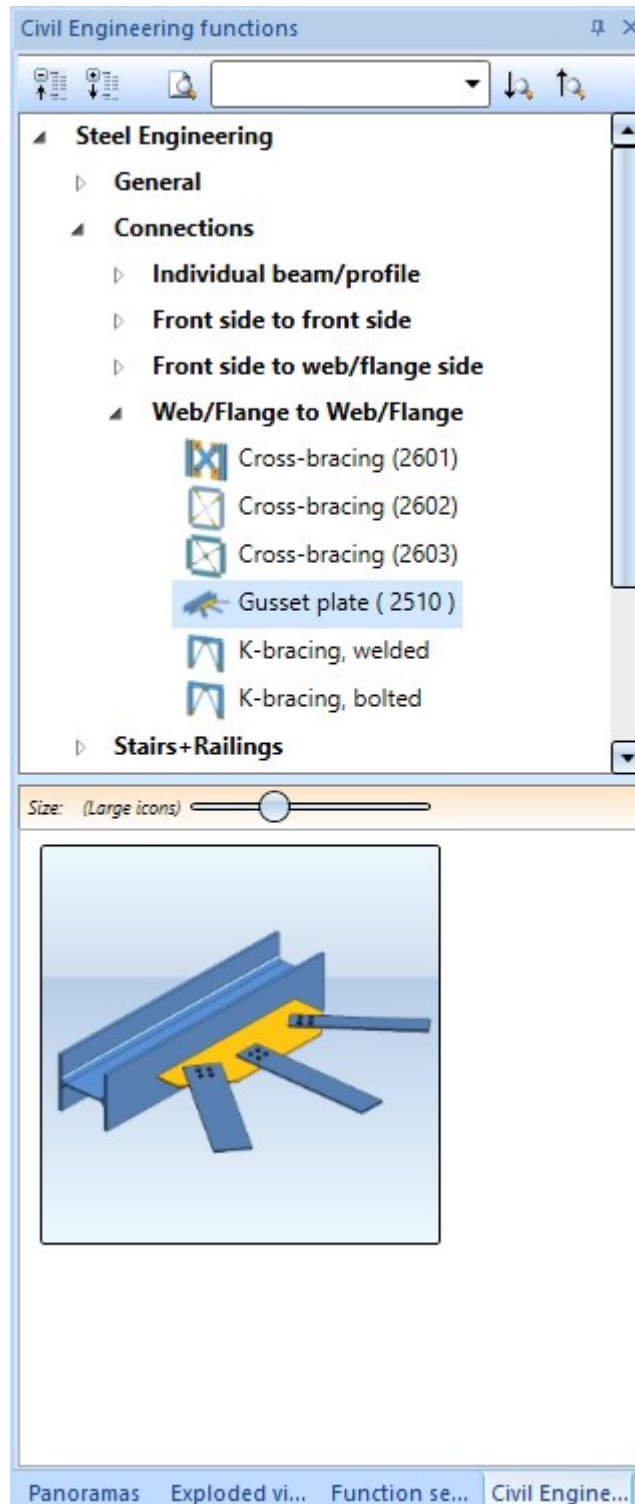 Civil Engineering functions
Steel Engineering
General
Connections
Individual beam/profile
Front side to front side
Front side to web/flange side
Web/Flange to Web/Flange
Cross-bracing (2601)
Cross-bracing (2602)
Cross-bracing (2603)
Gusset plate ( 2510 )
K-bracing, welded
K-bracing, bolted
Stairs+Railings
Size: (Large icons)
Panoramas Exploded vi... Function se... Civil Engine...